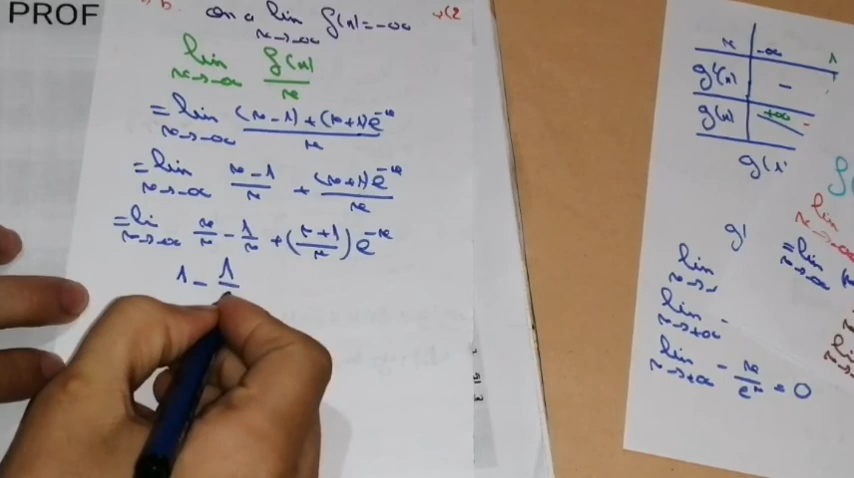 PROF
b. on a lim f(x) = -∞
x→-∞
lim f(x)/x
x→-∞
= lim ((x-1)+(x+1)e^-x)/x
x→-∞
= lim (x-1)/x + ((x+1)e^-x)/x
x→-∞
= lim x/x - 1/x + ((x+1)/x) e^-x
x→-∞
1 - 1
x -∞
g'(x) -
g(x) +∞
g(x
g'
lim
lim
x→+∞
lim - x/e^x = 0
x→+∞